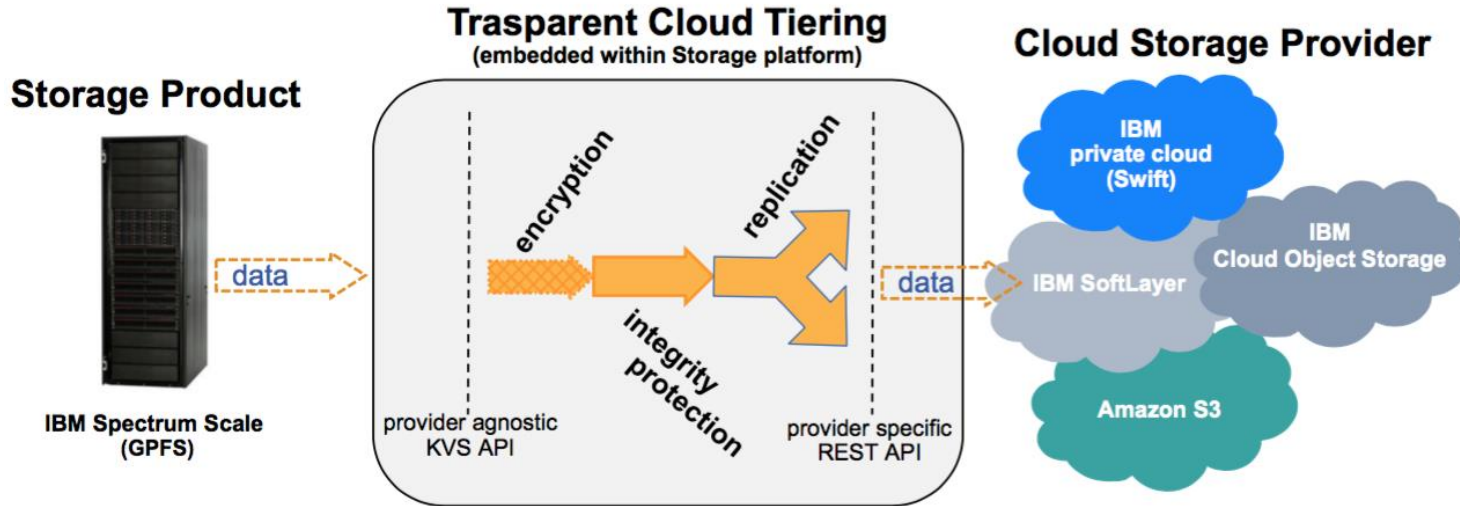 Trasparent Cloud Tiering
(embedded within Storage platform)
Cloud Storage Provider
Storage Product
IBM
private cloud
(Swift)
encryption
replication
IBM
Cloud Object Storage
data
data
IBM SoftLayer
integrity
protection
Amazon S3
IBM Spectrum Scale
(GPFS)
provider agnostic
KVS API
provider specific
REST API